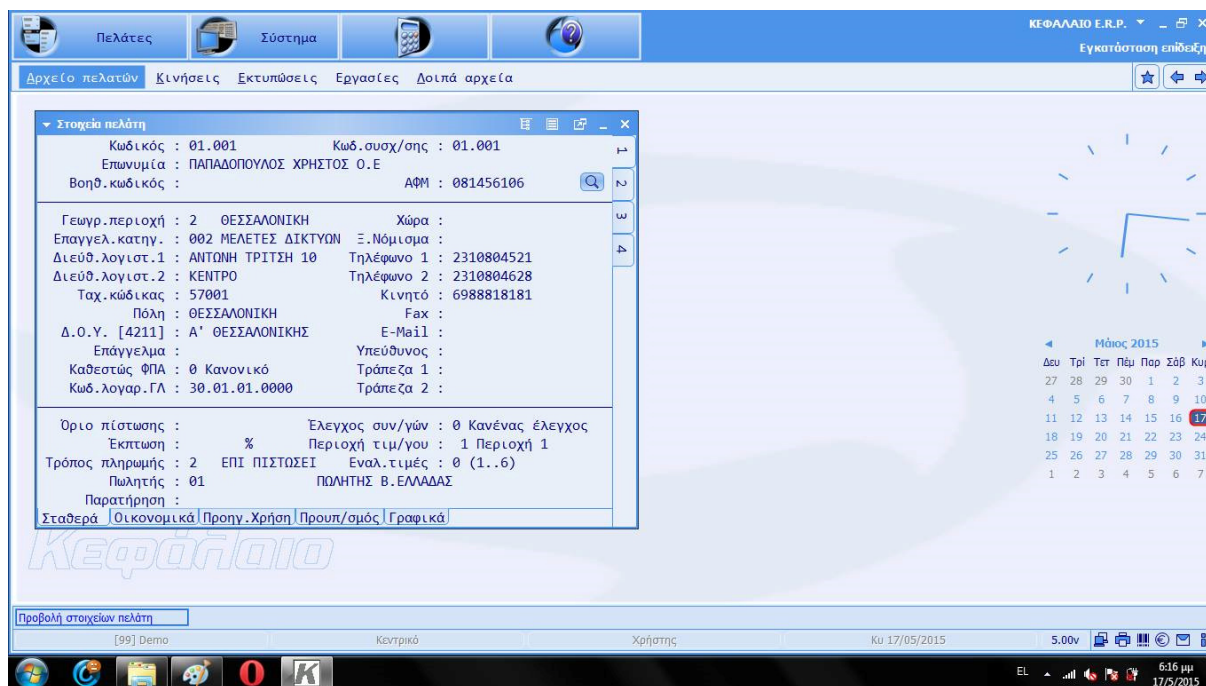 Πελάτες Σύστημα ΚΕΦΑΛΑΙΟ E.R.P.
Εγκατάσταση επίδειξη
Αρχείο πελατών Κινήσεις Εκτυπώσεις Εργασίες Λοιπά αρχεία
Στοιχεία πελάτη
Κωδικός : 01.001 Κωδ.συσχ/σης : 01.001
Επωνυμία : ΠΑΠΑΔΟΠΟΥΛΟΣ ΧΡΗΣΤΟΣ Ο.Ε
Βοηθ.κωδικός : ΑΦΜ : 081456106
1
2
3
4
Γεωγρ.περιοχή : 2 ΘΕΣΣΑΛΟΝΙΚΗ Χώρα :
Επαγγελ.κατηγ. : 002 ΜΕΛΕΤΕΣ ΔΙΚΤΥΩΝ Ξ.Νόμισμα :
Διεύθ.λογιστ.1 : ΑΝΤΩΝΗ ΤΡΙΤΣΗ 10 Τηλέφωνο 1 : 2310804521
Διεύθ.λογιστ.2 : ΚΕΝΤΡΟ Τηλέφωνο 2 : 2310804628
Ταχ.κώδικας : 57001 Κινητό : 6988818181
Πόλη : ΘΕΣΣΑΛΟΝΙΚΗ Fax :
Δ.Ο.Υ. [4211] : Α' ΘΕΣΣΑΛΟΝΙΚΗΣ E-Mail :
Επάγγελμα : Υπεύθυνος :
Καθεστώς ΦΠΑ : 0 Κανονικό Τράπεζα 1 :
Κωδ.λογαρ.ΓΛ : 30.01.01.0000 Τράπεζα 2 :
Όριο πίστωσης : Έλεγχος συν/γών : 0 Κανένας έλεγχος
Έκπτωση : % Περιοχή τιμ/γου : 1 Περιοχή 1
Τρόπος πληρωμής : 2 ΕΠΙ ΠΙΣΤΩΣΕΙ Εναλ.τιμές : 0 (1..6)
Πωλητής : 01 ΠΩΛΗΤΗΣ Β.ΕΛΛΑΔΑΣ
Παρατήρηση :
Σταθερά Οικονομικά Προηγ.Χρήση Προυπ/σμός Γραφικά
Κεφάλαιο
Μάιος 2015
Δευ Τρί Τετ Πέμ Παρ Σάβ Κυρ
27 28 29 30 1 2 3
4 5 6 7 8 9 10
11 12 13 14 15 16 17
18 19 20 21 22 23 24
25 26 27 28 29 30 31
1 2 3 4 5 6 7
Προβολή στοιχείων πελάτη
[99] Demo Κεντρικό Χρήστης Κυ 17/05/2015 5.00v
EL 6:16 μμ
17/5/2015